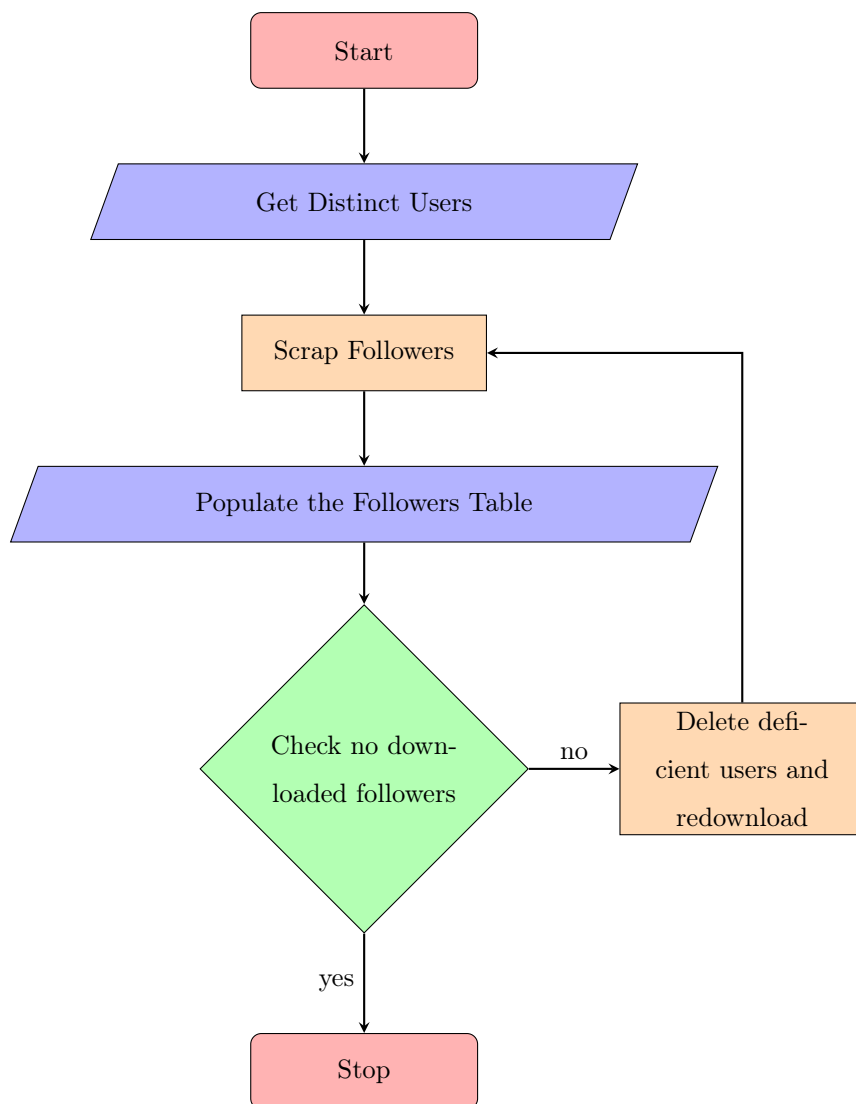 Start
Get Distinct Users
Scrap Followers
Populate the Followers Table
Check no down-
loaded followers
no
Delete defi-
cient users and
redownload
yes
Stop